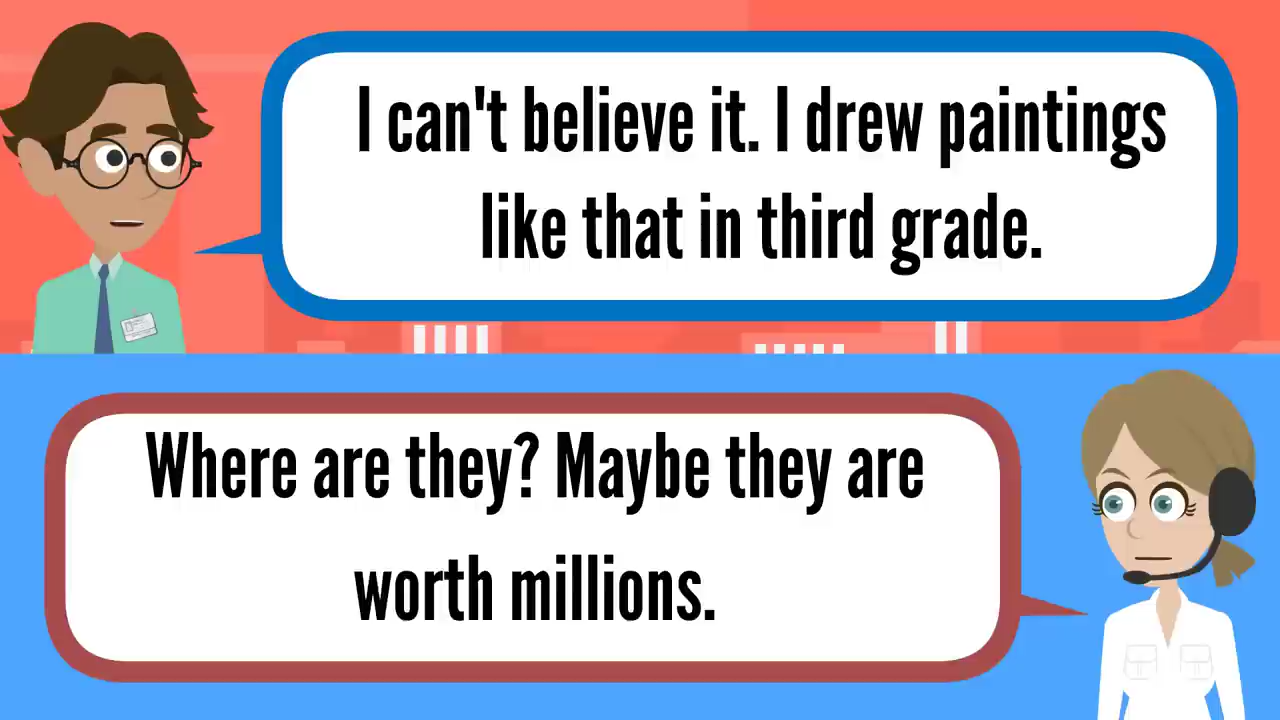 I can't believe it. I drew paintings
like that in third grade.
Where are they? Maybe they are
worth millions.